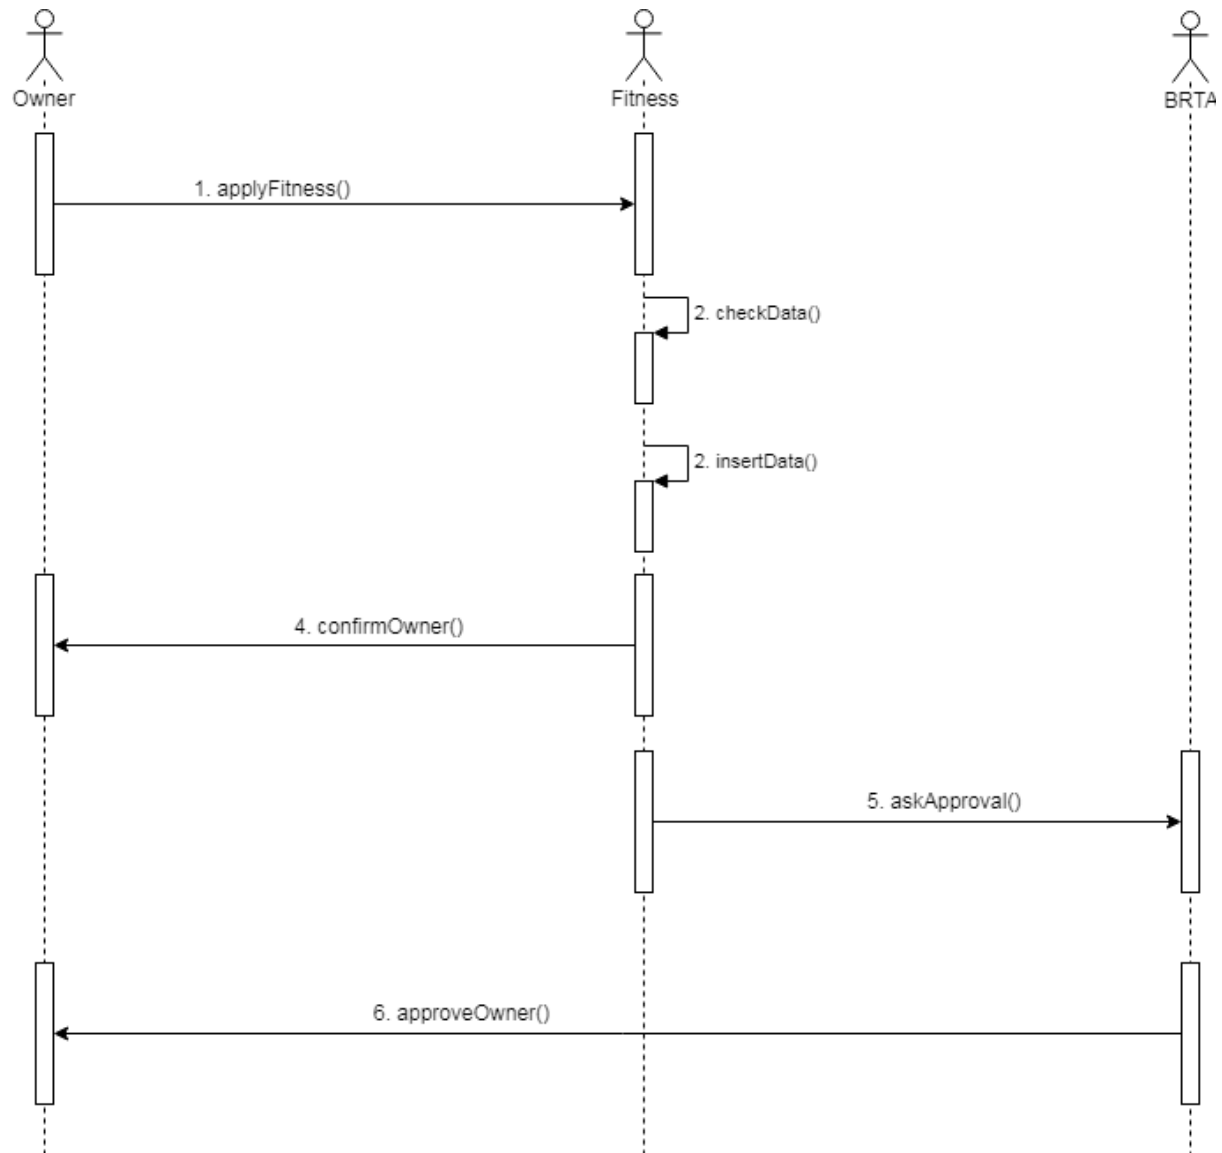 Owner
Fitness
BRTA
1. applyFitness()
2. checkData()
2. insertData()
4. confirmOwner()
5. askApproval()
6. approveOwner()